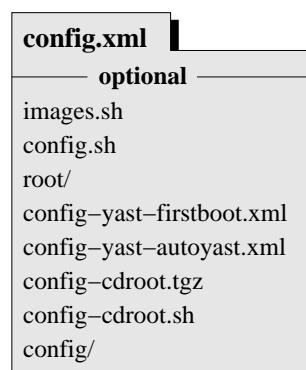 config.xml
optional
images.sh
config.sh
root/
config−yast−firstboot.xml
config−yast−autoyast.xml
config−cdroot.tgz
config−cdroot.sh
config/